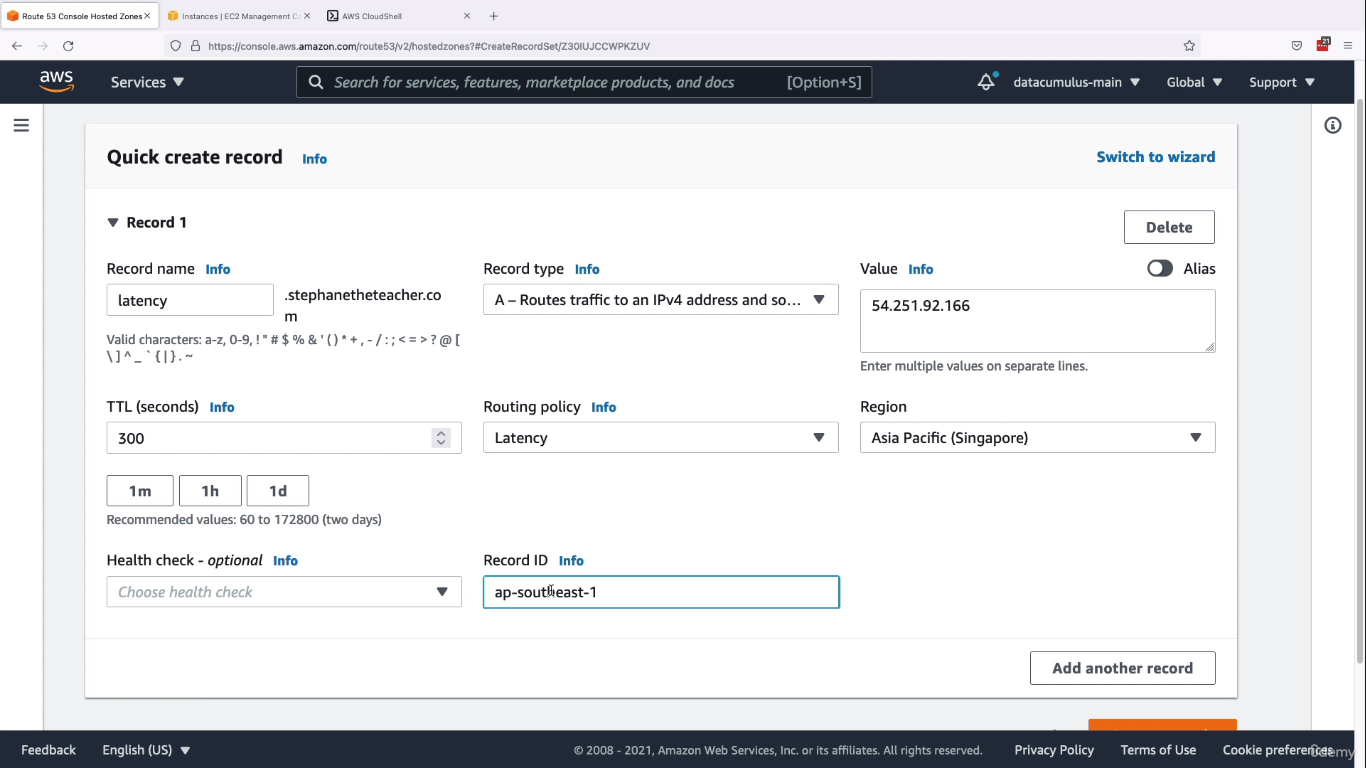 Route 53 Console Hosted Zones
Instances | EC2 Management C
AWS CloudShell
https://console.aws.amazon.com/route53/v2/hostedzones?#CreateRecordSet/Z30IUJCCWPKZUV
21
aws
Services
Search for services, features, marketplace products, and docs
[Option+S]
datacumulus-main
Global
Support
Quick create record
Info
Switch to wizard
Record 1
Delete
Record name Info
Record type Info
Value Info
Alias
latency
.stephanetheteacher.co
m
A – Routes traffic to an IPv4 address and so...
54.251.92.166
Valid characters: a-z, 0-9, ! " # $ % & ' ( ) * + , - / : ; < = > ? @ [
\ ] ^ _ ` { | } . ~
Enter multiple values on separate lines.
TTL (seconds) Info
Routing policy Info
Region
300
Latency
Asia Pacific (Singapore)
1m
1h
1d
Recommended values: 60 to 172800 (two days)
Health check - optional Info
Record ID Info
Choose health check
ap-southeast-1
Add another record
Feedback
English (US)
© 2008 - 2021, Amazon Web Services, Inc. or its affiliates. All rights reserved.
Privacy Policy
Terms of Use
Cookie preferences
Udemy